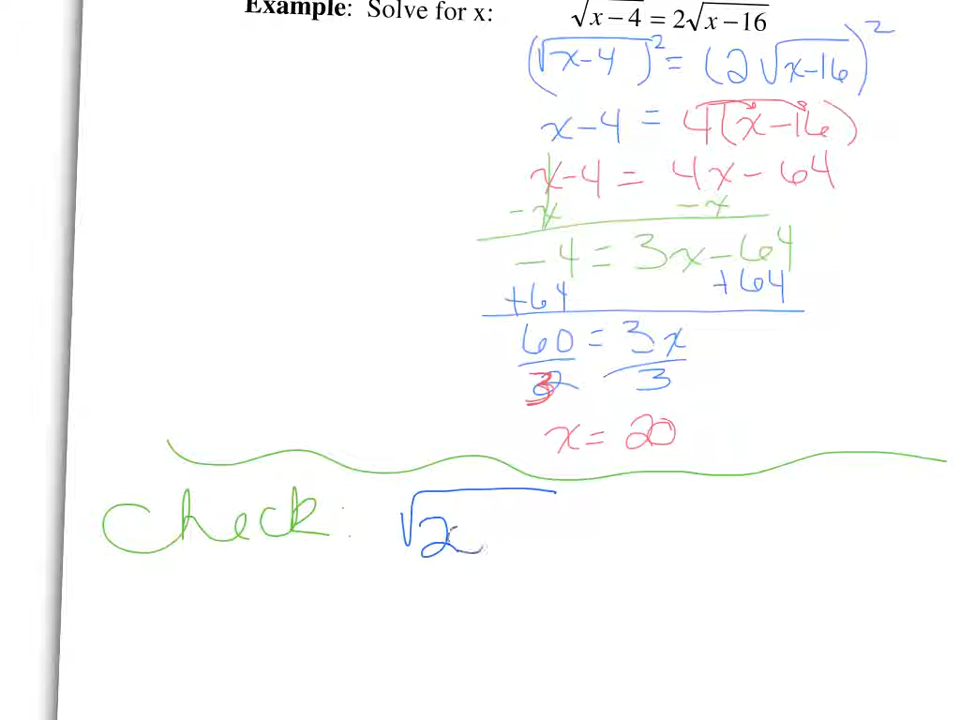 Example: Solve for x: √x − 4 = 2√x − 16
(√x-4)² = (2√x-16)²
x-4 = 4(x-16)
x-4 = 4x - 64
-x -x
-4 = 3x-64
+64 +64
60 = 3x
3 3
x = 20
Check: √2